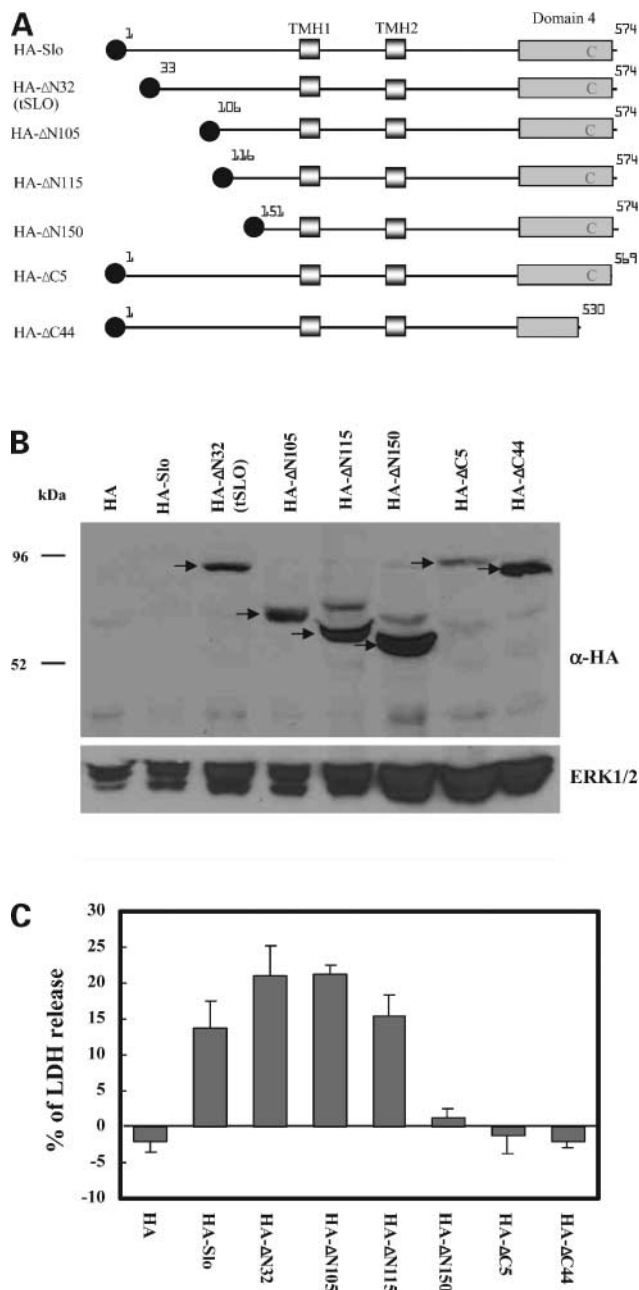 A
TMH1 TMH2 Domain 4
HA-Slo 1 C 574
HA-ΔN32 33 C 574
(tSLO)
HA-ΔN105 106 C 574
HA-ΔN115 116 C 574
HA-ΔN150 151 C 574
HA-ΔC5 1 C 569
HA-ΔC44 1 530
B
kDa
HA
HA-Slo
HA-ΔN32
(tSLO)
HA-ΔN105
HA-ΔN115
HA-ΔN150
HA-ΔC5
HA-ΔC44
96
52
α-HA
ERK1/2
C
% of LDH release
30
25
20
15
10
5
0
-5
-10
HA
HA-Slo
HA-ΔN32
HA-ΔN105
HA-ΔN115
HA-ΔN150
HA-ΔC5
HA-ΔC44